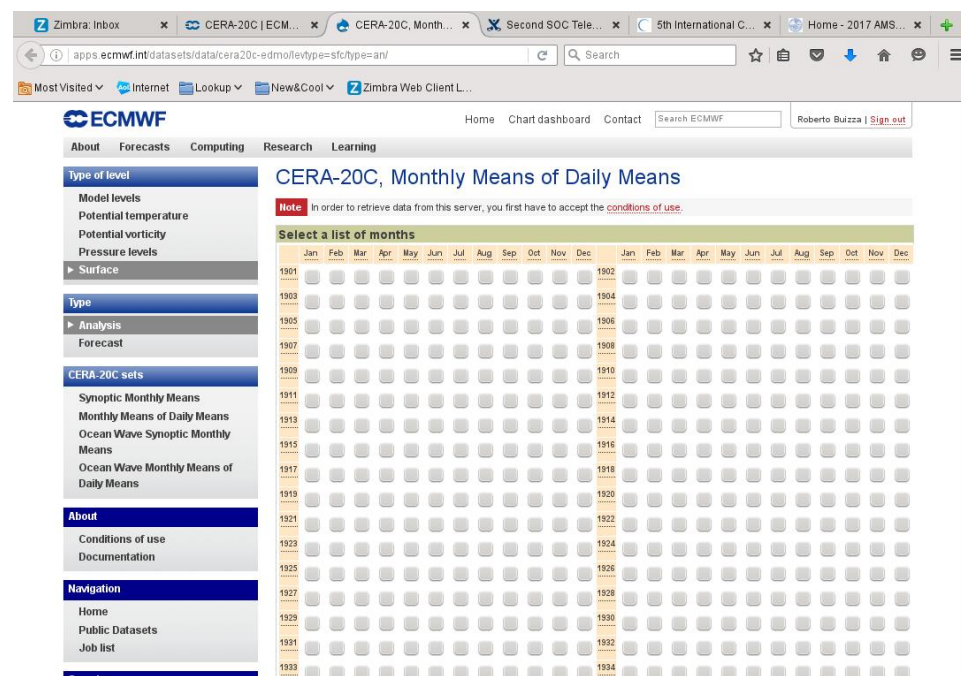 Zimbra: Inbox
CERA-20C | ECM...
CERA-20C, Month...
Second SOC Tele...
5th International C...
Home - 2017 AMS...
apps.ecmwf.int/datasets/data/cera20c-edmo/levtype=sfc/type=an/
Search
Most Visited
Internet
Lookup
New&Cool
Zimbra Web Client L...
ECMWF
Home Chart dashboard Contact
Search ECMWF
Roberto Buizza | Sign out
About Forecasts Computing Research Learning
Type of level
Model levels
Potential temperature
Potential vorticity
Pressure levels
Surface
Type
Analysis
Forecast
CERA-20C sets
Synoptic Monthly Means
Monthly Means of Daily Means
Ocean Wave Synoptic Monthly
Means
Ocean Wave Monthly Means of
Daily Means
About
Conditions of use
Documentation
Navigation
Home
Public Datasets
Job list
CERA-20C, Monthly Means of Daily Means
Note In order to retrieve data from this server, you first have to accept the conditions of use.
Select a list of months
Jan Feb Mar Apr May Jun Jul Aug Sep Oct Nov Dec Jan Feb Mar Apr May Jun Jul Aug Sep Oct Nov Dec
1901 1902
1903 1904
1905 1906
1907 1908
1909 1910
1911 1912
1913 1914
1915 1916
1917 1918
1919 1920
1921 1922
1923 1924
1925 1926
1927 1928
1929 1930
1931 1932
1933 1934